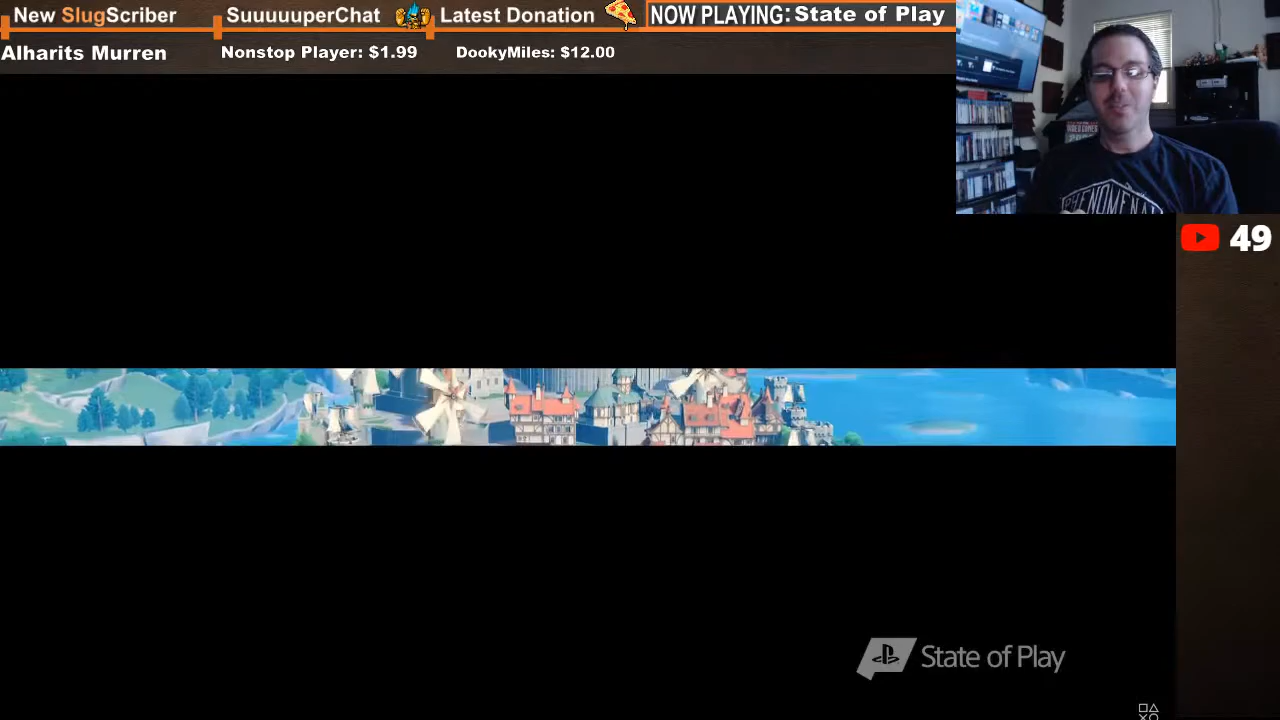 New SlugScriber
SuuuuuperChat
Latest Donation
NOW PLAYING: State of Play
Alharits Murren
Nonstop Player: $1.99
DookyMiles: $12.00
PHENOMENAL
49
State of Play